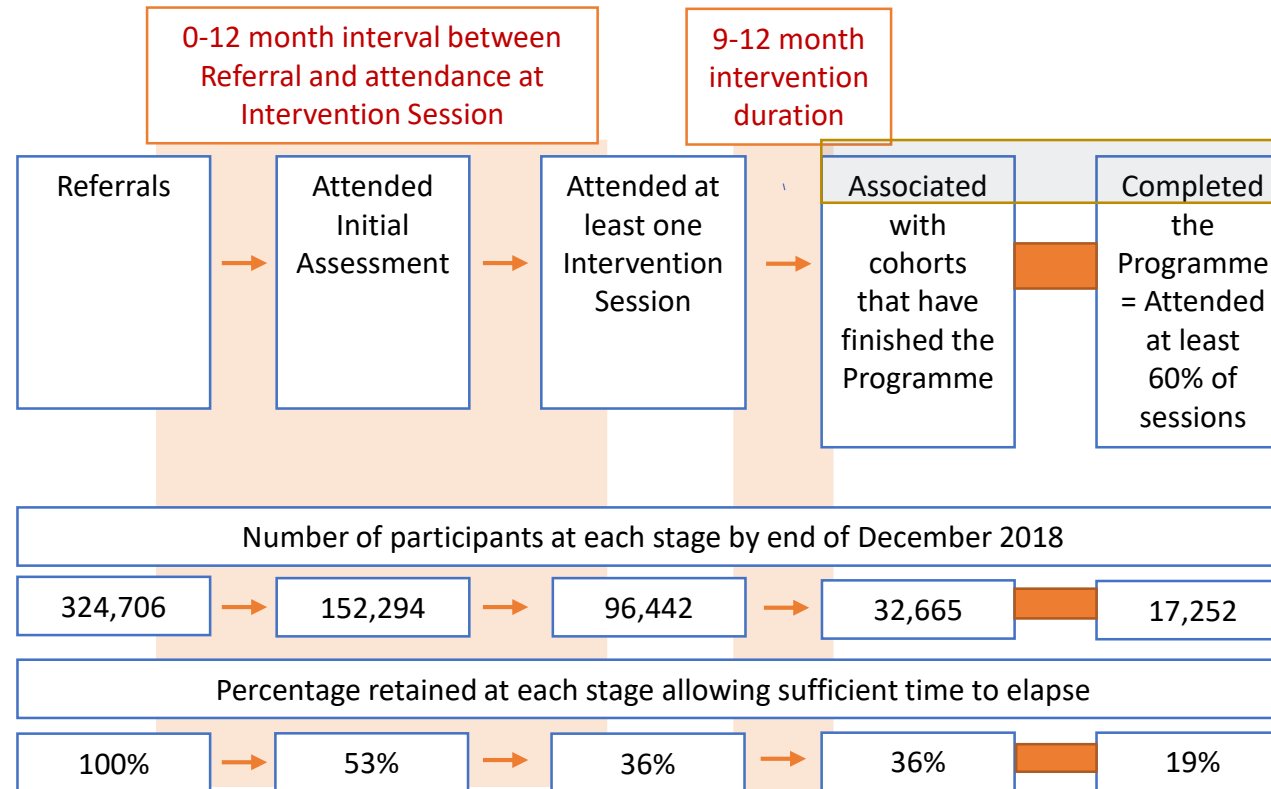 0-12 month interval between
Referral and attendance at
Intervention Session
9-12 month
intervention
duration
Referrals
Attended
Initial
Assessment
Attended at
least one
Intervention
Session
\
Associated
with
cohorts
that have
finished the
Programme
Completed
the
Programme
= Attended
at least
60% of
sessions
Number of participants at each stage by end of December 2018
324,706
152,294
96,442
32,665
17,252
Percentage retained at each stage allowing sufficient time to elapse
100%
53%
36%
36%
19%